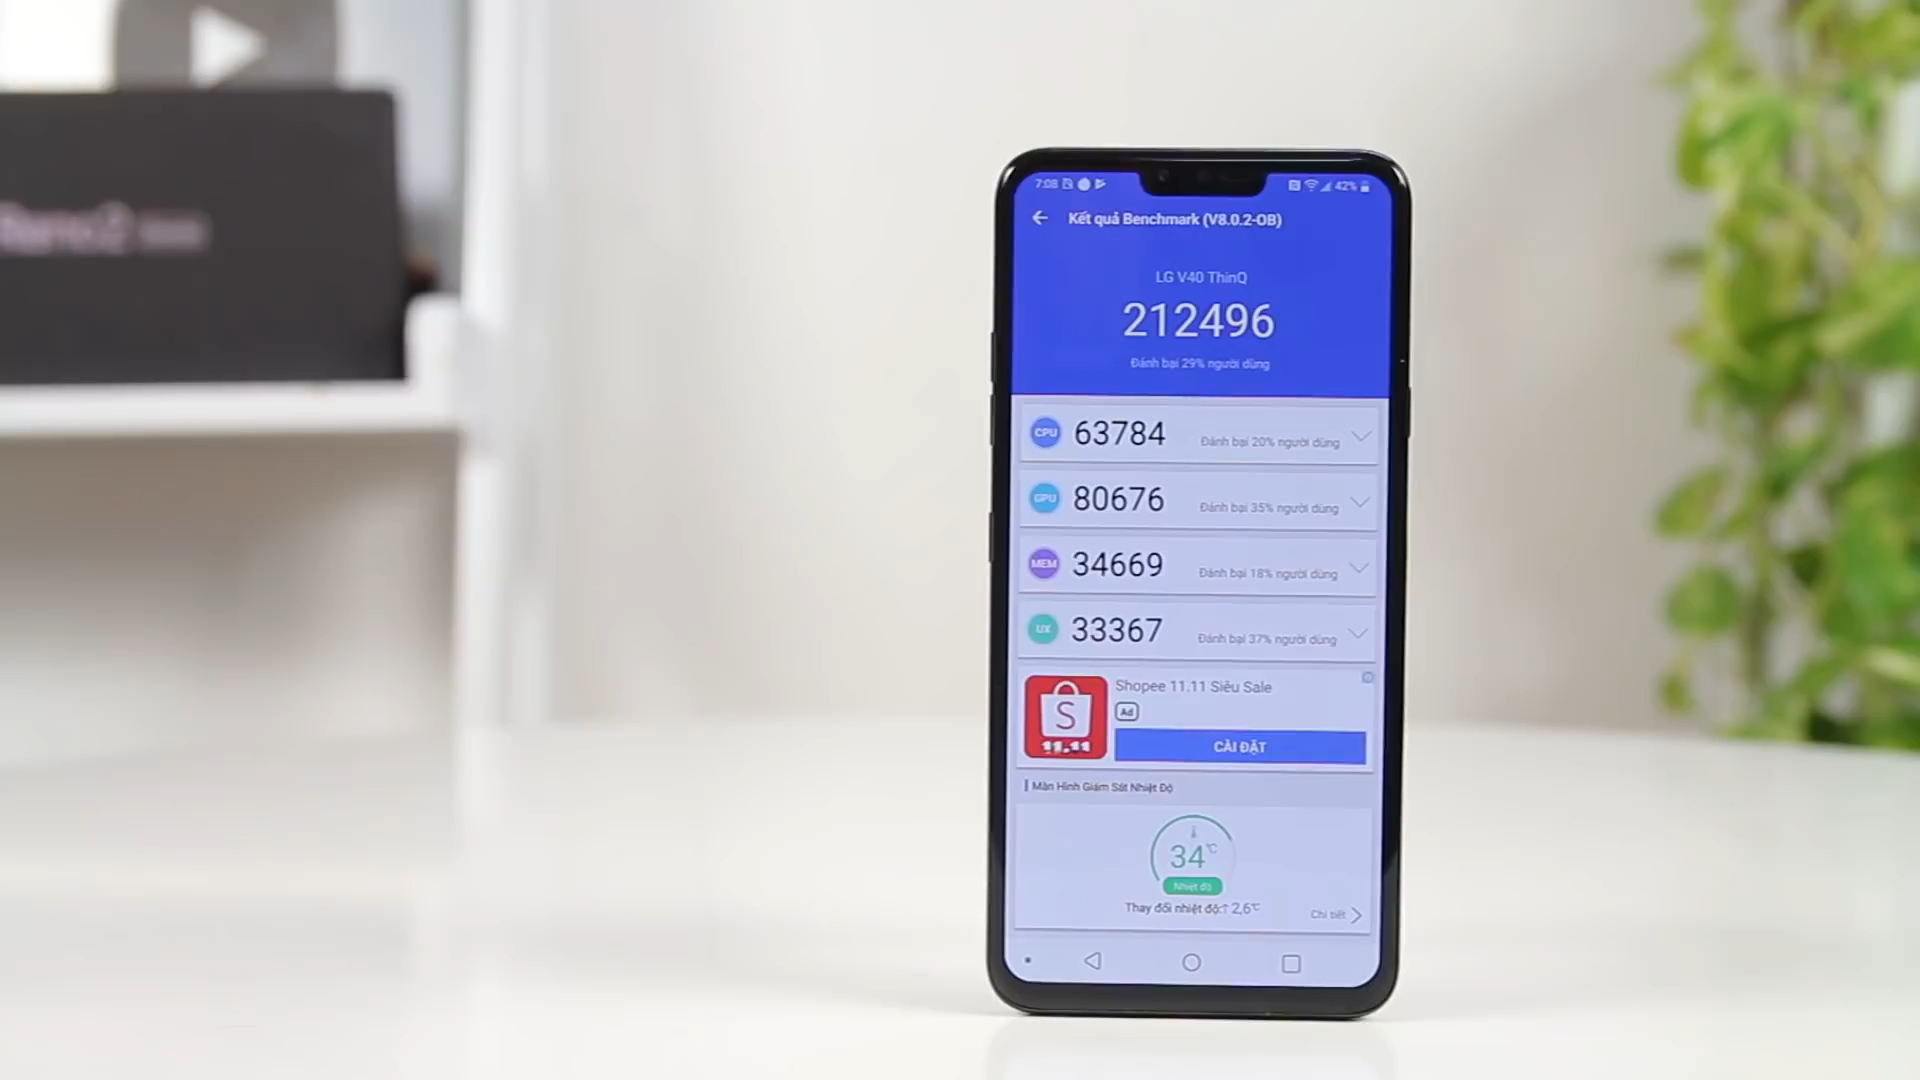 7:08
42%
Kết quả Benchmark (V8.0.2-OB)
LG V40 ThinQ
212496
Đánh bại 29% người dùng
CPU 63784 Đánh bại 20% người dùng
GPU 80676 Đánh bại 35% người dùng
MEM 34669 Đánh bại 18% người dùng
UX 33367 Đánh bại 37% người dùng
Shopee 11.11 Siêu Sale
Ad
S
11.11
CÀI ĐẶT
Màn Hình Giám Sát Nhiệt Độ
34°C
Nhiệt độ
Thay đổi nhiệt độ:↑ 2,6°C
Chi tiết